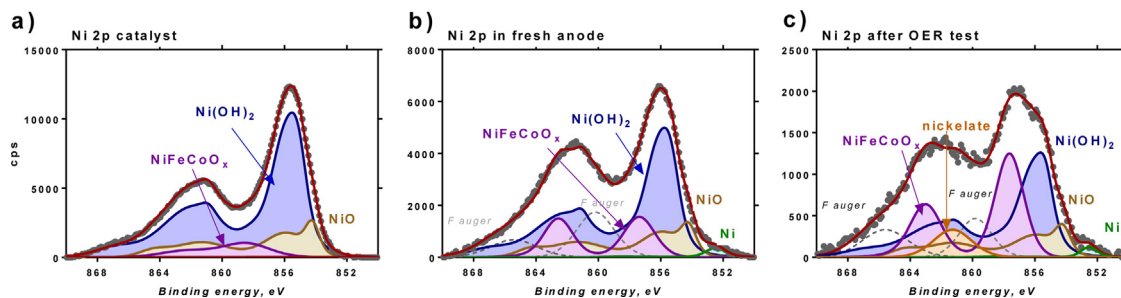 a)
Ni 2p catalyst
15000
10000
5000
0
cps
Ni(OH)2
NiFeCoOx
NiO
868
864
860
856
852
Binding energy, eV
b)
Ni 2p in fresh anode
8000
6000
4000
2000
0
Ni(OH)2
NiFeCoOx
F auger
F auger
NiO
Ni
868
864
860
856
852
Binding energy, eV
c)
Ni 2p after OER test
2500
2000
1500
1000
500
0
nickelate
NiFeCoOx
Ni(OH)2
F auger
F auger
NiO
Ni
868
864
860
856
852
Binding energy, eV